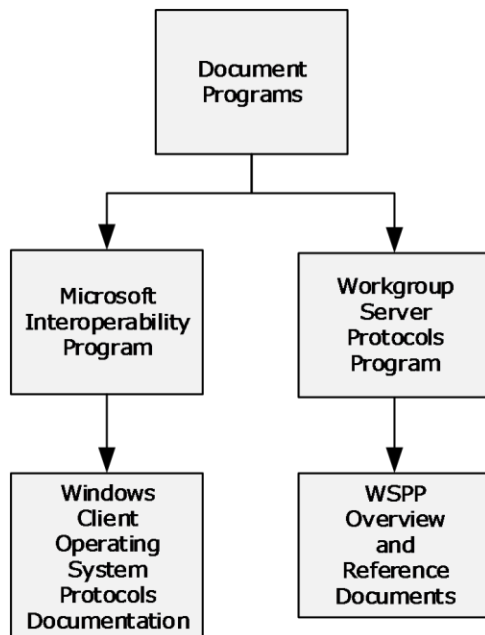 Document
Programs
Microsoft
Interoperability
Program
Workgroup
Server
Protocols
Program
Windows
Client
Operating
System
Protocols
Documentation
WSPP
Overview
and
Reference
Documents